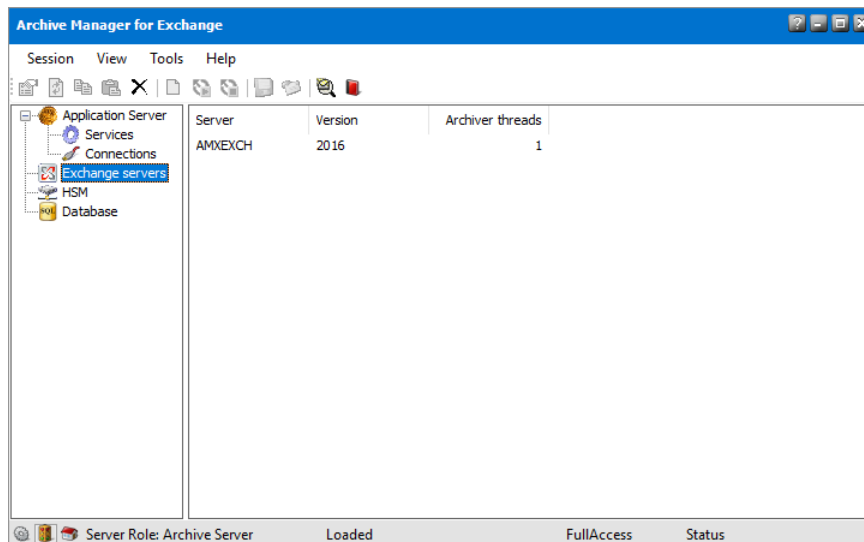 Archive Manager for Exchange
Session View Tools Help
Application Server
Services
Connections
Exchange servers
HSM
SQL Database
Server Version Archiver threads
AMXEXCH 2016 1
Server Role: Archive Server Loaded FullAccess Status